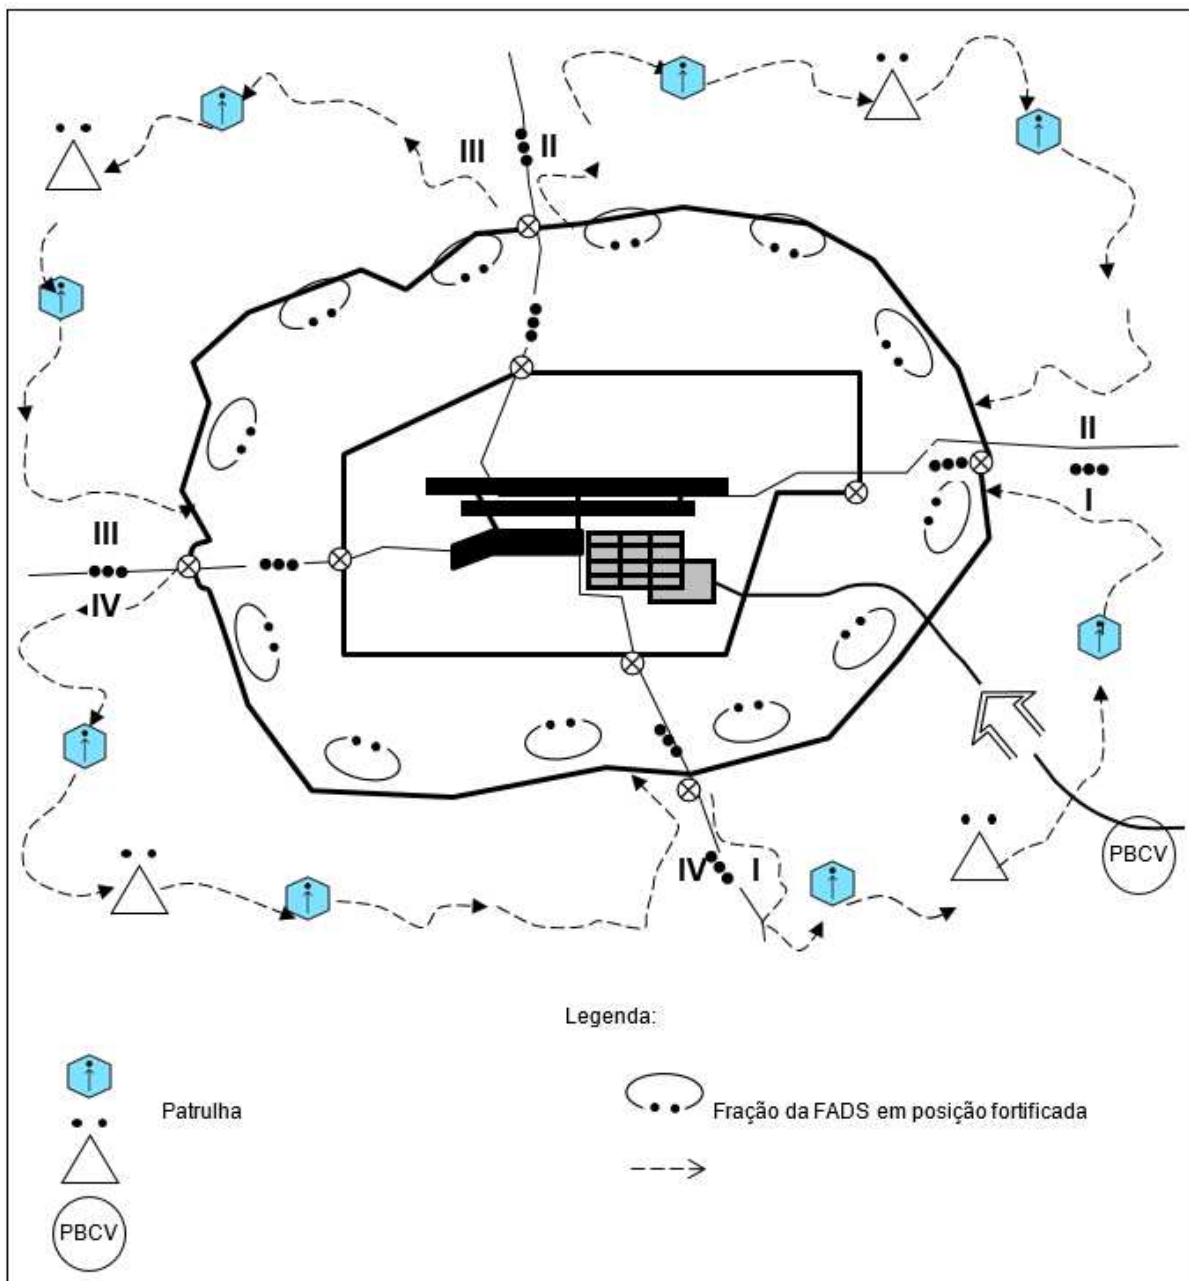 III II
II
I
III
IV
IV I
PBCV
Legenda:
Patrulha
Fração da FADS em posição fortificada
PBCV